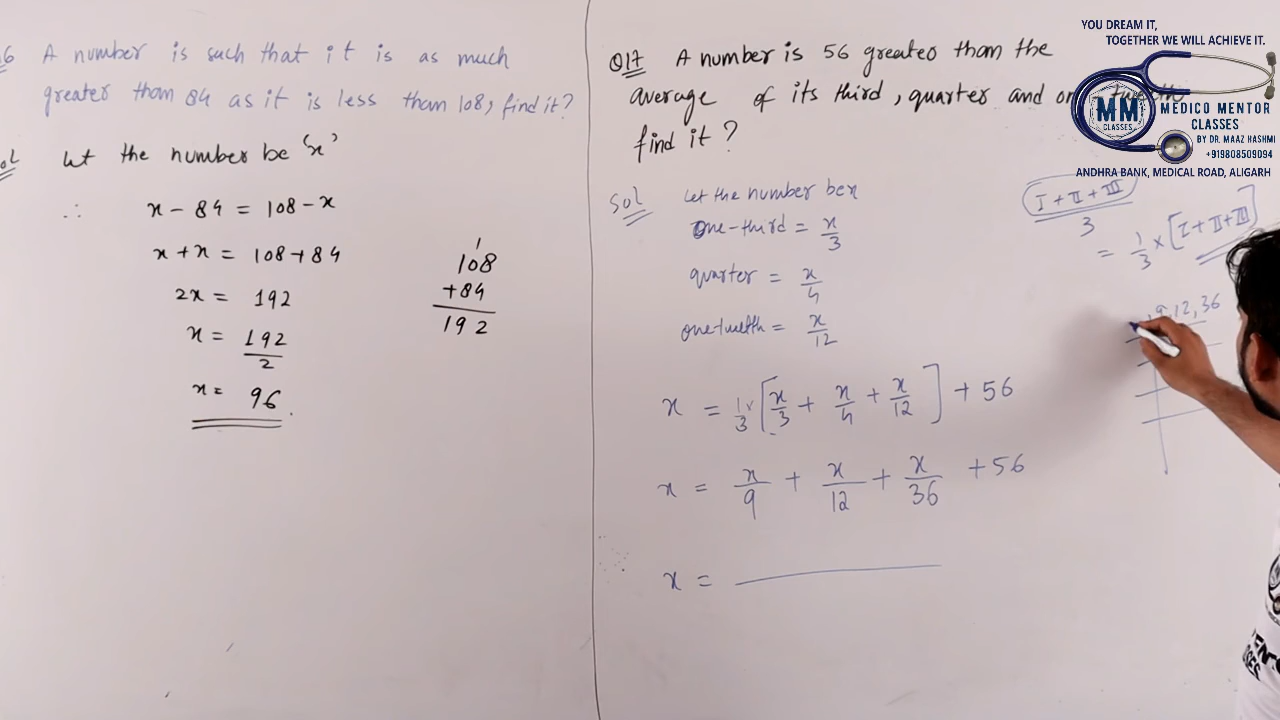 6 A number is such that it is as much
greater than 84 as it is less than 108, find it?
Let the number be 'x'
∴ x - 84 = 108 - x
x + x = 108 + 84
2x = 192
x = 192/2
x = 96
1
108
+84
192
Q17 A number is 56 greater than the
average of its third, quarter and
find it?
Sol Let the number be x
One-third = x/3
quarter = x/4
one-twelth = x/12
x = 1/3 × [x/3 + x/4 + x/12] + 56
x = x/9 + x/12 + x/36 + 56
x =
I + II + III
3
= 1/3 × [I + II + III]
9, 12, 36
YOU DREAM IT,
TOGETHER WE WILL ACHIEVE IT.
MM
CLASSES
MEDICO MENTOR
CLASSES
BY DR. MAAZ HASHMI
+919808509094
ANDHRA BANK, MEDICAL ROAD, ALIGARH